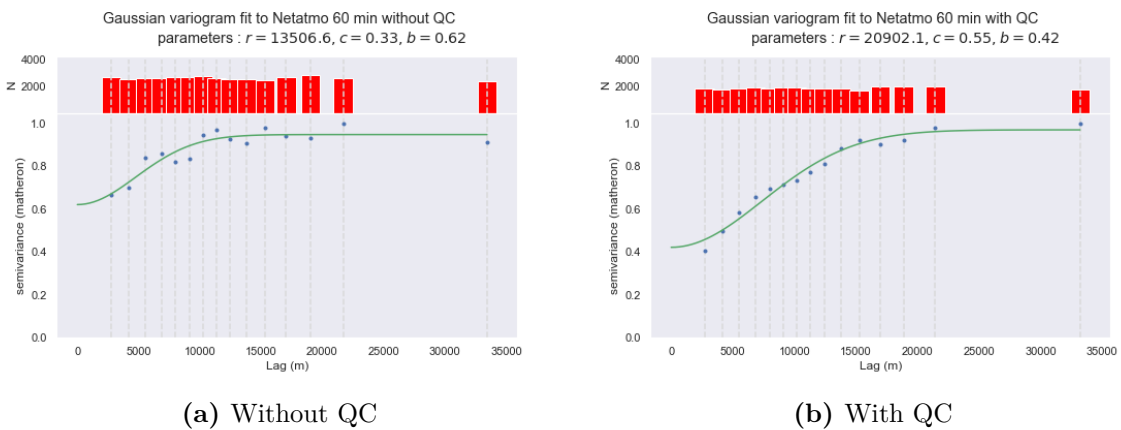 Gaussian variogram fit to Netatmo 60 min without QC
parameters : r = 13506.6, c = 0.33, b = 0.62
N
4000
2000
semivariance (matheron)
1.0
0.8
0.6
0.4
0.2
0.0
0 5000 10000 15000 20000 25000 30000 35000
Lag (m)
(a) Without QC
Gaussian variogram fit to Netatmo 60 min with QC
parameters : r = 20902.1, c = 0.55, b = 0.42
N
4000
2000
semivariance (matheron)
1.0
0.8
0.6
0.4
0.2
0.0
0 5000 10000 15000 20000 25000 30000 35000
Lag (m)
(b) With QC